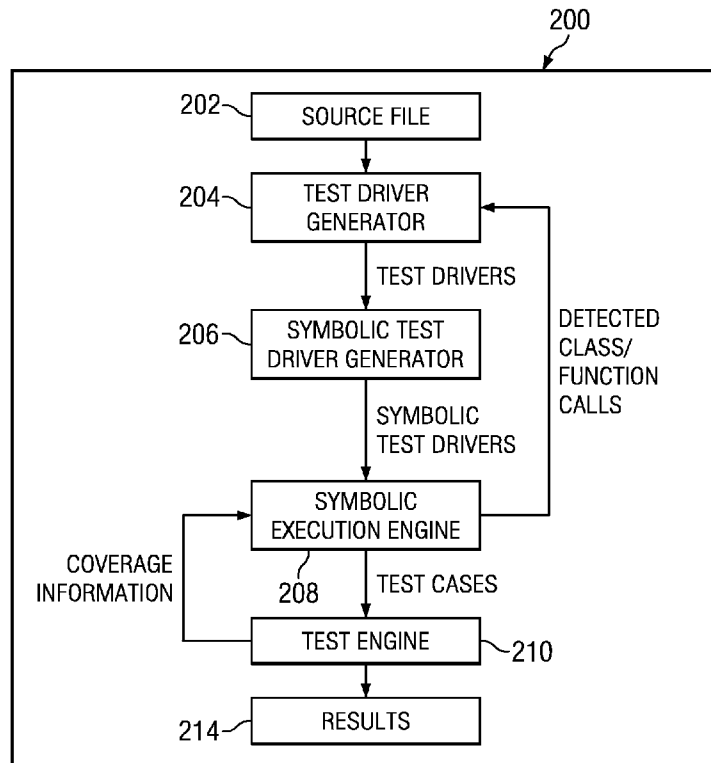 200
202
SOURCE FILE
204
TEST DRIVER
GENERATOR
TEST DRIVERS
206
SYMBOLIC TEST
DRIVER GENERATOR
DETECTED
CLASS/
FUNCTION
CALLS
SYMBOLIC
TEST DRIVERS
SYMBOLIC
EXECUTION ENGINE
208
COVERAGE
INFORMATION
TEST CASES
TEST ENGINE
210
214
RESULTS